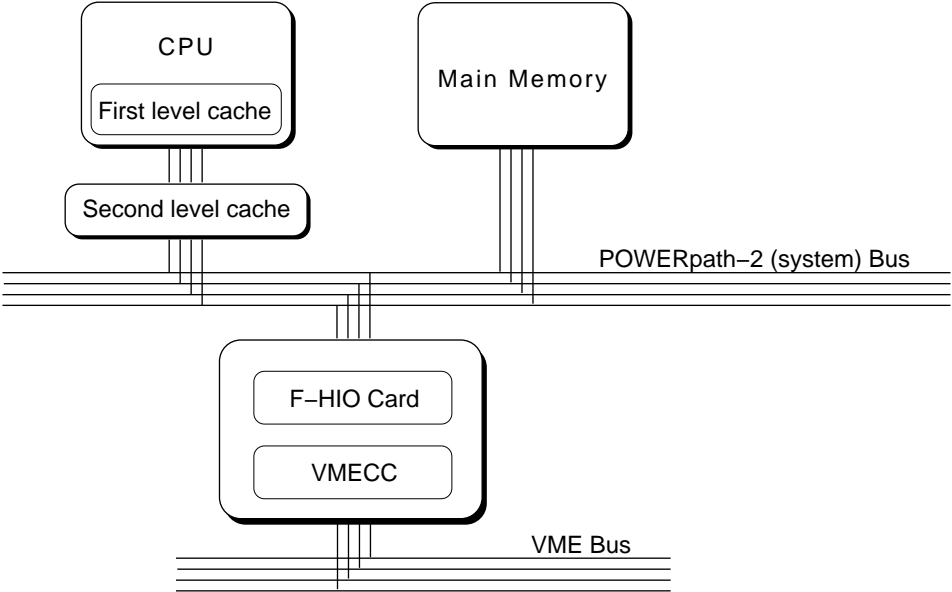 CPU
First level cache
Main Memory
Second level cache
POWERpath−2 (system) Bus
F−HIO Card
VMECC
VME Bus